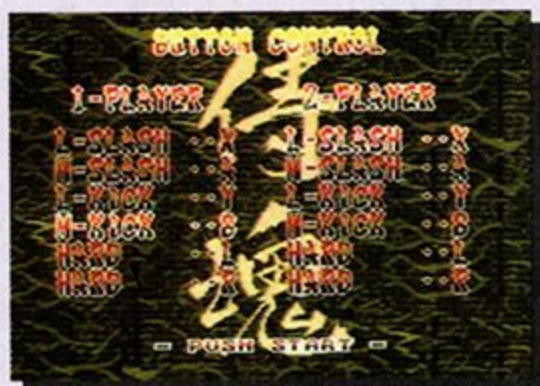 BUTTON CONTROL
1-PLAYER 2-PLAYER
L-SLASH ··X L-SLASH ··X
M-SLASH ·· M-SLASH ··
L-KICK ··Y L-KICK ··Y
M-KICK ··B M-KICK ··B
HARD ··L HARD ··L
HARD ··R HARD ··R
侍魂
- PUSH START -